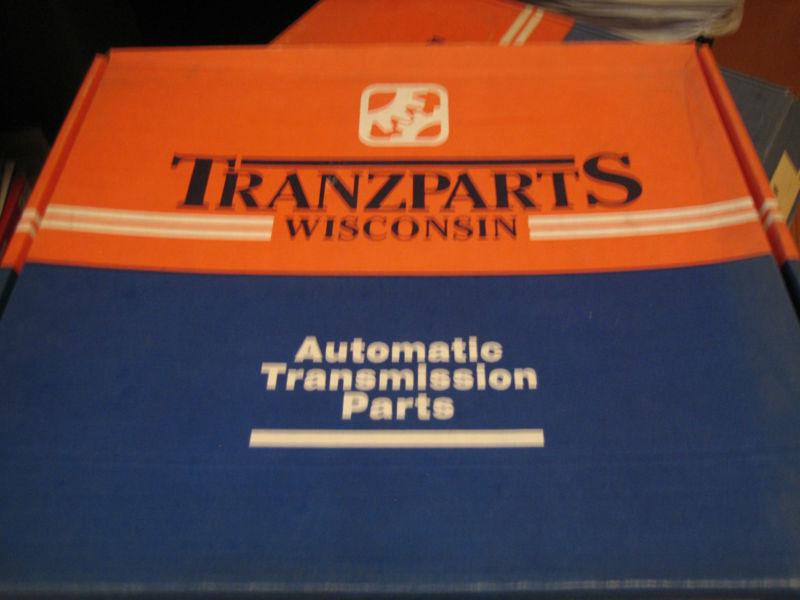 TRANZPARTS
WISCONSIN
Automatic
Transmission
Parts